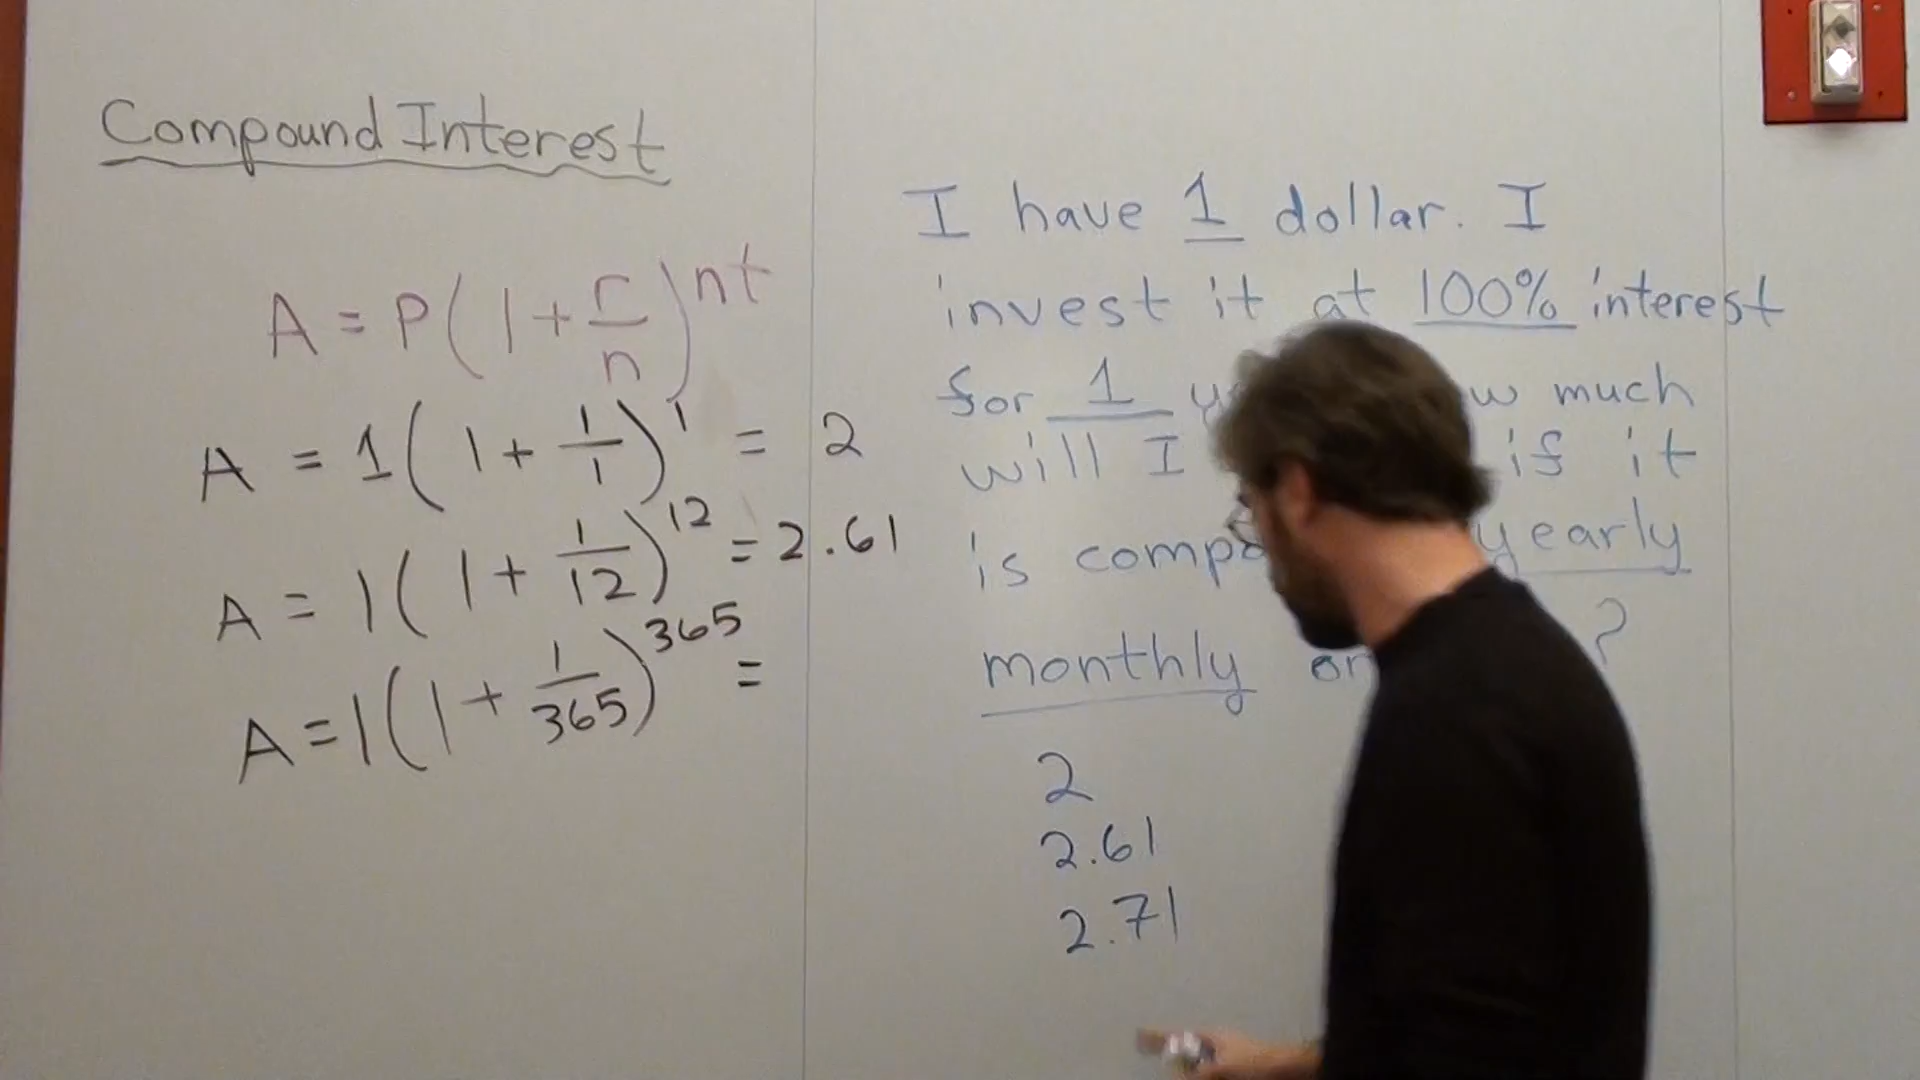 Compound Interest
A = P(1 + r/n)^nt
A = 1(1 + 1/1)^1 = 2
A = 1(1 + 1/12)^12 = 2.61
A = 1(1 + 1/365)^365 =
I have 1 dollar. I
invest it at 100% interest
for 1 much
will I if it
is yearly
monthly ?
2
2.61
2.71